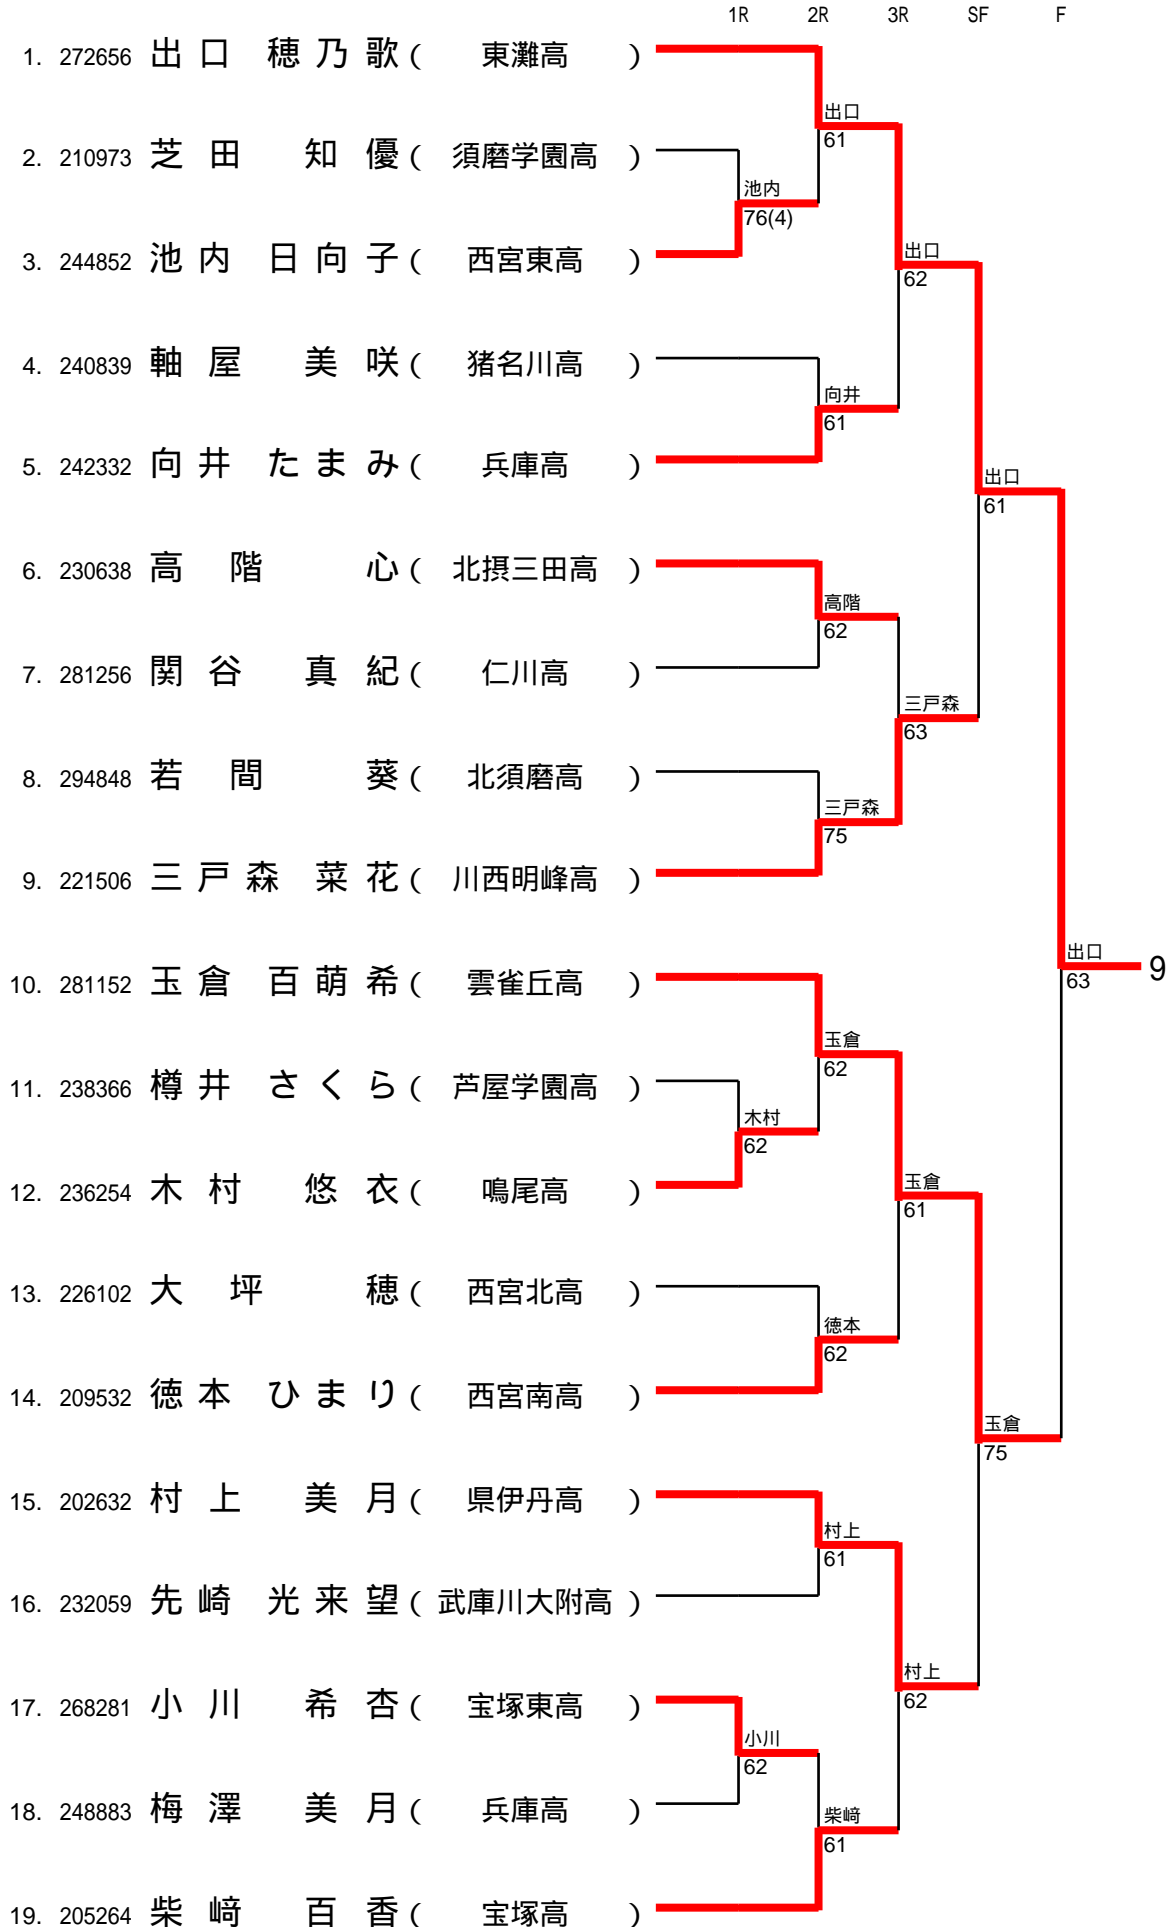 1R 2R 3R SF F
1. 272656 出口 穂乃歌 ( 東灘高 )
出口
61
2. 210973 芝田 知優 ( 須磨学園高 )
池内
76(4)
3. 244852 池内 日向子 ( 西宮東高 )
出口
62
4. 240839 軸屋 美咲 ( 猪名川高 )
向井
61
5. 242332 向井 たまみ ( 兵庫高 )
出口
61
6. 230638 高階 心 ( 北摂三田高 )
高階
62
7. 281256 関谷 真紀 ( 仁川高 )
三戸森
63
8. 294848 若間 葵 ( 北須磨高 )
三戸森
75
9. 221506 三戸森 菜花 ( 川西明峰高 )
出口
63
9
10. 281152 玉倉 百萌希 ( 雲雀丘高 )
玉倉
62
11. 238366 樽井 さくら ( 芦屋学園高 )
木村
62
12. 236254 木村 悠衣 ( 鳴尾高 )
玉倉
61
13. 226102 大坪 穂 ( 西宮北高 )
徳本
62
14. 209532 徳本 ひまり ( 西宮南高 )
玉倉
75
15. 202632 村上 美月 ( 県伊丹高 )
村上
61
16. 232059 先崎 光来望 ( 武庫川大附高 )
村上
62
17. 268281 小川 希杏 ( 宝塚東高 )
小川
62
18. 248883 梅澤 美月 ( 兵庫高 )
柴﨑
61
19. 205264 柴﨑 百香 ( 宝塚高 )